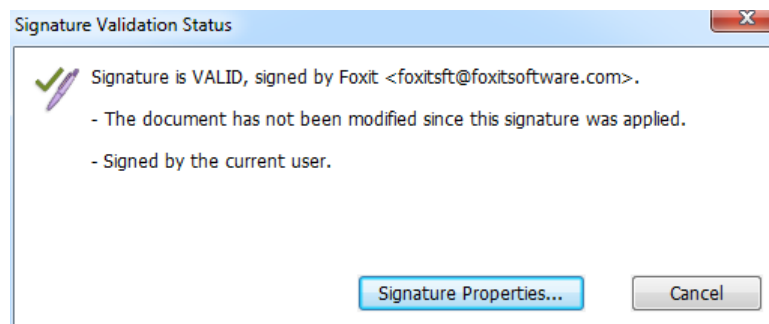 Signature Validation Status
Signature is VALID, signed by Foxit <foxitsft@foxitsoftware.com>.
- The document has not been modified since this signature was applied.
- Signed by the current user.
Signature Properties...
Cancel